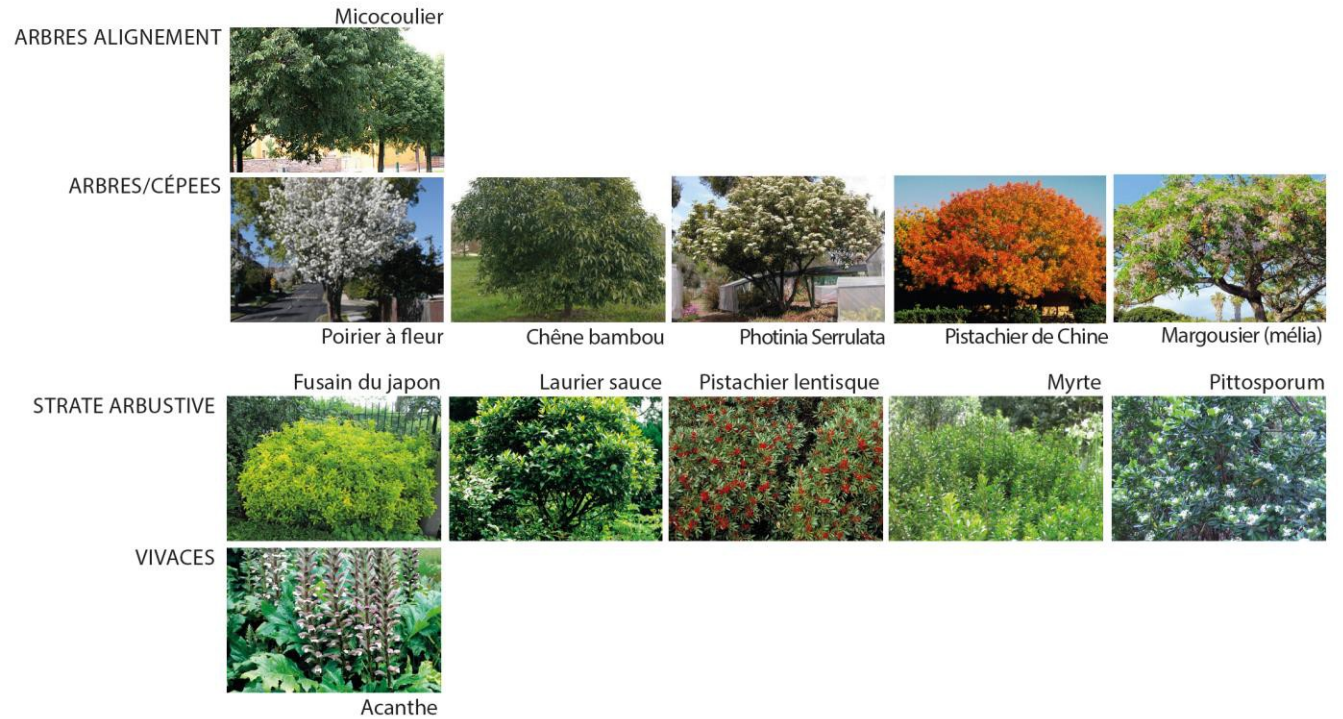 Micocoulier
ARBRES ALIGNEMENT
ARBRES/CÉPEES
Poirier à fleur
Chêne bambou
Photinia Serrulata
Pistachier de Chine
Margousier (mélia)
Fusain du japon
Laurier sauce
Pistachier lentisque
Myrte
Pittosporum
STRATE ARBUSTIVE
VIVACES
Acanthe